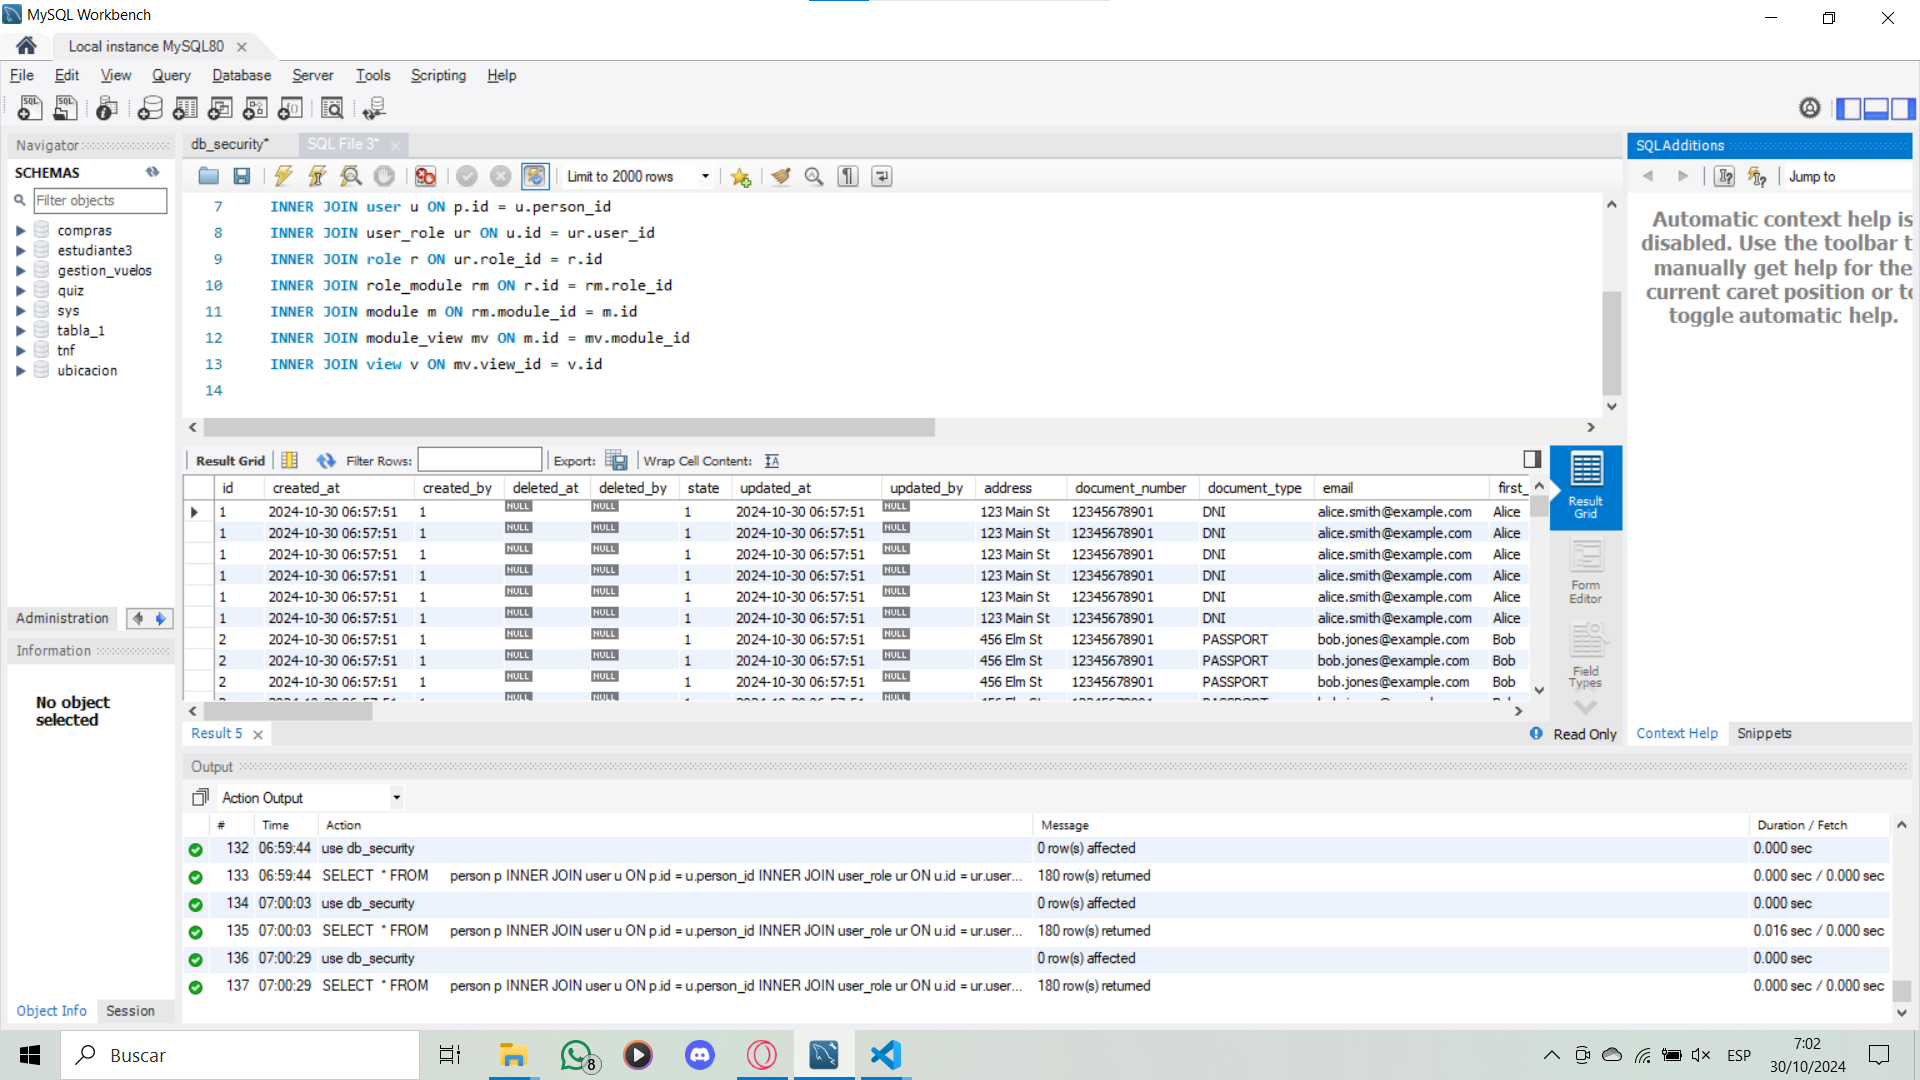 MySQL Workbench
Local instance MySQL80
File Edit View Query Database Server Tools Scripting Help
Navigator
SCHEMAS
Filter objects
compras
estudiante3
gestion_vuelos
quiz
sys
tabla_1
tnf
ubicacion
Administration
Information
No object
selected
Object Info Session
db_security* SQL File 3*
Limit to 2000 rows
7 INNER JOIN user u ON p.id = u.person_id
8 INNER JOIN user_role ur ON u.id = ur.user_id
9 INNER JOIN role r ON ur.role_id = r.id
10 INNER JOIN role_module rm ON r.id = rm.role_id
11 INNER JOIN module m ON rm.module_id = m.id
12 INNER JOIN module_view mv ON m.id = mv.module_id
13 INNER JOIN view v ON mv.view_id = v.id
14
Result Grid Filter Rows: Export: Wrap Cell Content:
id created_at created_by deleted_at deleted_by state updated_at updated_by address document_number document_type email first_
1 2024-10-30 06:57:51 1 NULL NULL 1 2024-10-30 06:57:51 NULL 123 Main St 12345678901 DNI alice.smith@example.com Alice
1 2024-10-30 06:57:51 1 NULL NULL 1 2024-10-30 06:57:51 NULL 123 Main St 12345678901 DNI alice.smith@example.com Alice
1 2024-10-30 06:57:51 1 NULL NULL 1 2024-10-30 06:57:51 NULL 123 Main St 12345678901 DNI alice.smith@example.com Alice
1 2024-10-30 06:57:51 1 NULL NULL 1 2024-10-30 06:57:51 NULL 123 Main St 12345678901 DNI alice.smith@example.com Alice
1 2024-10-30 06:57:51 1 NULL NULL 1 2024-10-30 06:57:51 NULL 123 Main St 12345678901 DNI alice.smith@example.com Alice
1 2024-10-30 06:57:51 1 NULL NULL 1 2024-10-30 06:57:51 NULL 123 Main St 12345678901 DNI alice.smith@example.com Alice
2 2024-10-30 06:57:51 1 NULL NULL 1 2024-10-30 06:57:51 NULL 456 Elm St 12345678901 PASSPORT bob.jones@example.com Bob
2 2024-10-30 06:57:51 1 NULL NULL 1 2024-10-30 06:57:51 NULL 456 Elm St 12345678901 PASSPORT bob.jones@example.com Bob
2 2024-10-30 06:57:51 1 NULL NULL 1 2024-10-30 06:57:51 NULL 456 Elm St 12345678901 PASSPORT bob.jones@example.com Bob
Result
Grid
Form
Editor
Field
Types
Result 5
Read Only
SQLAdditions
Jump to
Automatic context help is
disabled. Use the toolbar t
manually get help for the
current caret position or to
toggle automatic help.
Context Help Snippets
Output
Action Output
# Time Action Message Duration / Fetch
132 06:59:44 use db_security 0 row(s) affected 0.000 sec
133 06:59:44 SELECT * FROM person p INNER JOIN user u ON p.id = u.person_id INNER JOIN user_role ur ON u.id = ur.user... 180 row(s) returned 0.000 sec / 0.000 sec
134 07:00:03 use db_security 0 row(s) affected 0.000 sec
135 07:00:03 SELECT * FROM person p INNER JOIN user u ON p.id = u.person_id INNER JOIN user_role ur ON u.id = ur.user... 180 row(s) returned 0.016 sec / 0.000 sec
136 07:00:29 use db_security 0 row(s) affected 0.000 sec
137 07:00:29 SELECT * FROM person p INNER JOIN user u ON p.id = u.person_id INNER JOIN user_role ur ON u.id = ur.user... 180 row(s) returned 0.000 sec / 0.000 sec
Buscar
8
ESP
7:02
30/10/2024